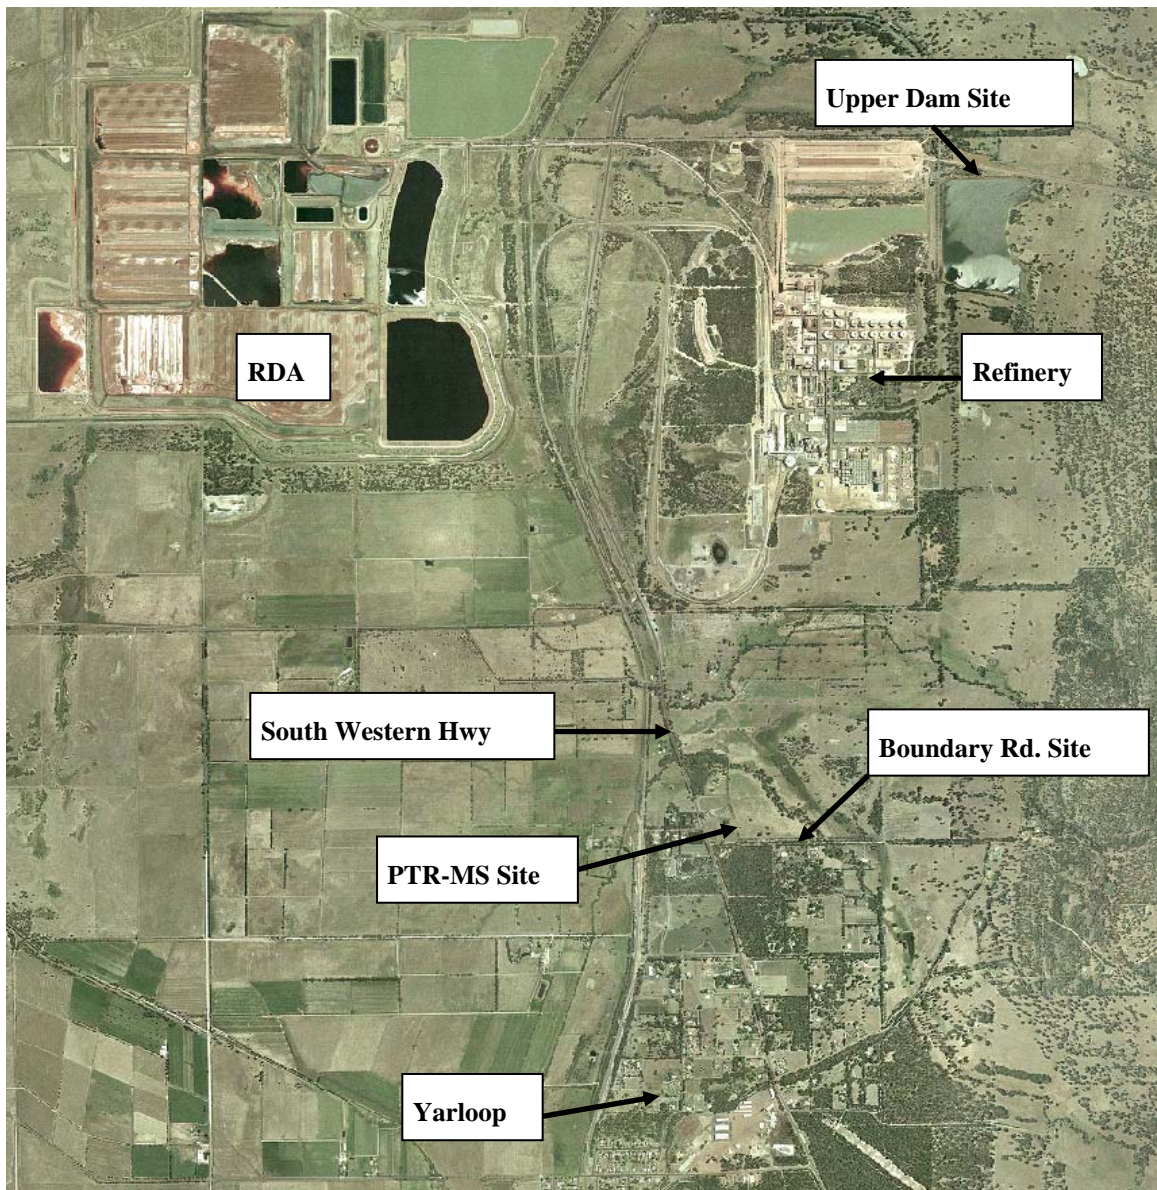 Upper Dam Site
RDA
Refinery
South Western Hwy
Boundary Rd. Site
PTR-MS Site
Yarloop